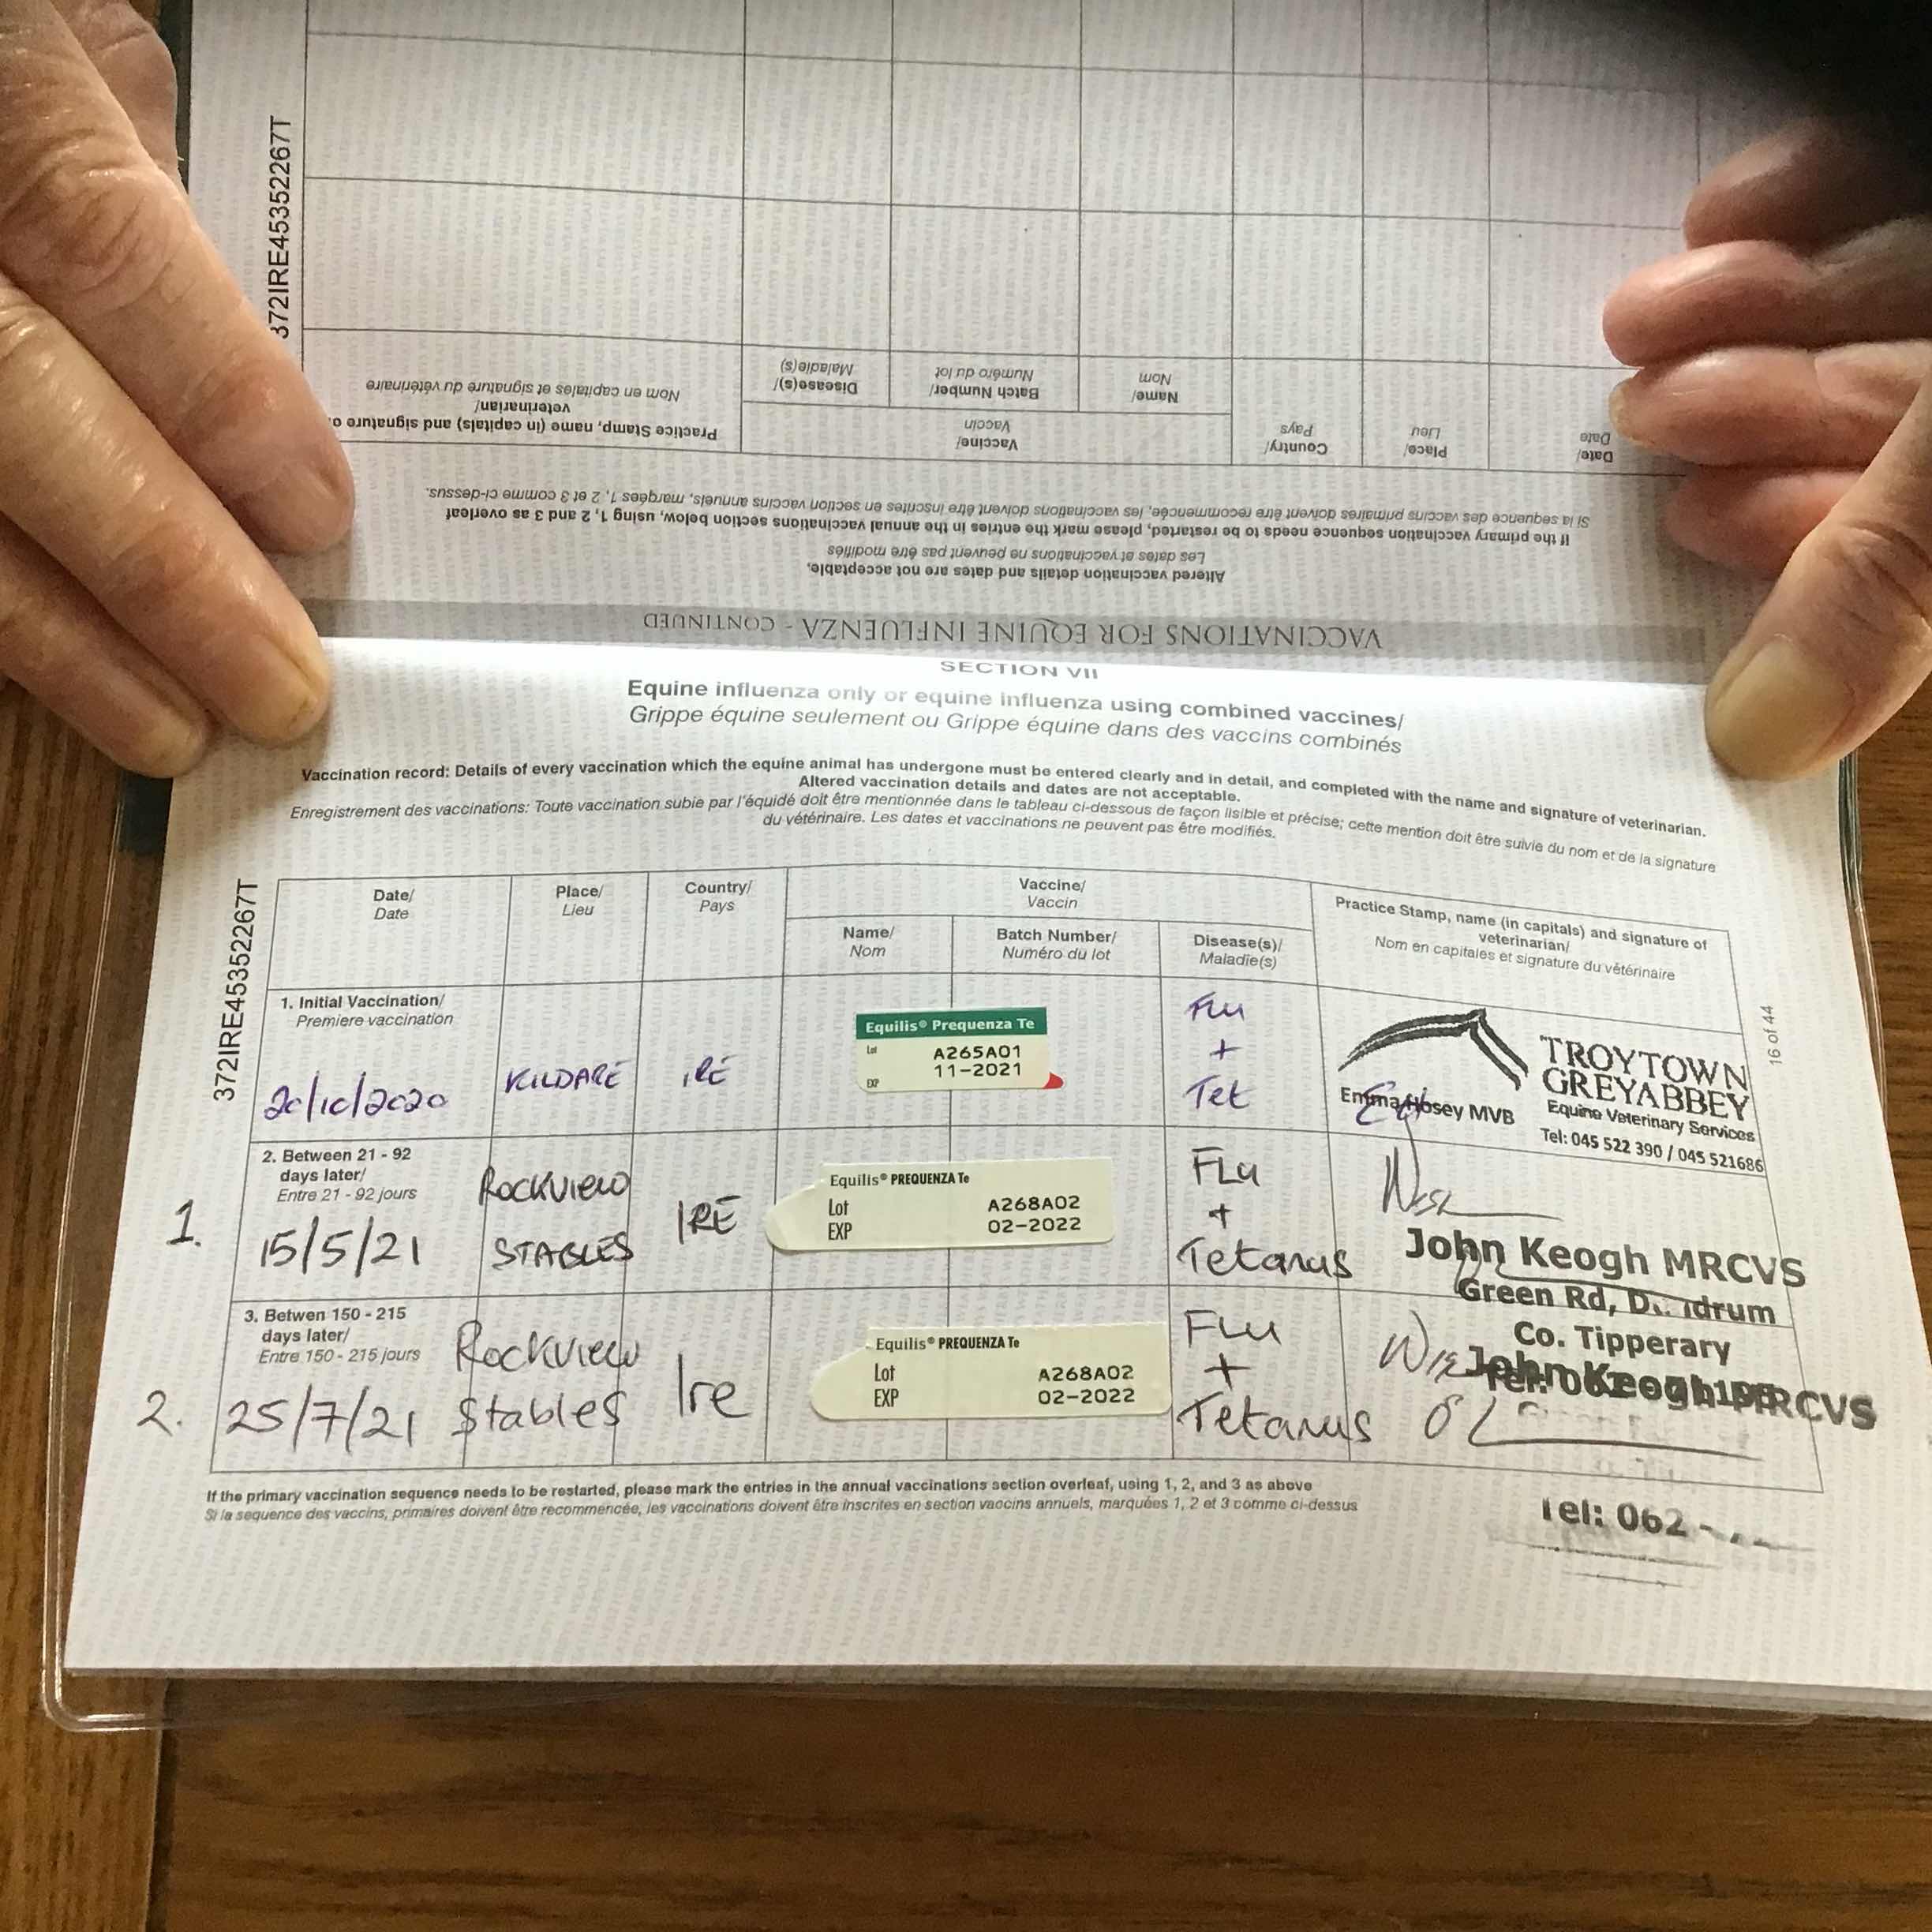 372IRE453522267T
Practice Stamp, name (in capitals) and signature
veterinarian/
Nom en capitales et signature du vétérinaire
Vaccine/
Vaccin
Disease(s)/
Maladie(s)
Batch Number/
Numéro du lot
Name/
Nom
Country/
Pays
Place/
Lieu
Date/
Date
If the primary vaccination sequence needs to be restarted, please mark the entries in the annual vaccinations section below, using 1, 2 and 3 as overleaf
Si la sequence des vaccins primaires doivent être recommencée, les vaccinations doivent être inscrites en section vaccins annuels, marqées 1, 2 et 3 comme ci-dessus.
Altered vaccination details and dates are not acceptable,
Les dates et vaccinations ne peuvent pas être modifiés
VACCINATIONS FOR EQUINE INFLUENZA - CONTINUED
SECTION VII
Equine influenza only or equine influenza using combined vaccines/
Grippe équine seulement ou Grippe équine dans des vaccins combinés
Vaccination record: Details of every vaccination which the equine animal has undergone must be entered clearly and in detail, and completed with the name and signature of veterinarian.
Altered vaccination details and dates are not acceptable.
Enregistrement des vaccinations: Toute vaccination subie par l'équidé doit être mentionnée dans le tableau ci-dessous de façon lisible et précise; cette mention doit être suivie du nom et de la signature
du vétérinaire. Les dates et vaccinations ne peuvent pas être modifiés.
372IRE453522267T
16 of 44
Date/
Date
Place/
Lieu
Country/
Pays
Vaccine/
Vaccin
Name/
Nom
Batch Number/
Numéro du lot
Disease(s)/
Maladie(s)
Practice Stamp, name (in capitals) and signature of
veterinarian/
Nom en capitales et signature du vétérinaire
1. Initial Vaccination/
Premiere vaccination
20/10/2020
KILDARE
IRE
Equilis® Prequenza Te
Lot A265A01
EXP 11-2021
Flu
+
Tet
TROYTOWN
GREYABBEY
Equine Veterinary Services
Tel: 045 522 390 / 045 521686
Emma Hosey MVB
1.
2. Between 21 - 92
days later/
Entre 21 - 92 jours
15/5/21
Rockview
STABLES
IRE
Equilis® PREQUENZA Te
Lot A268A02
EXP 02-2022
FLu
+
Tetanus
John Keogh MRCVS
Green Rd,
Co. Tipperary
2.
3. Betwen 150 - 215
days later/
Entre 150 - 215 jours
25/7/21
Rockview
Stables
Ire
Equilis® PREQUENZA Te
Lot A268A02
EXP 02-2022
Flu
+
Tetanus
John Keogh MRCVS
Tel: 062
If the primary vaccination sequence needs to be restarted, please mark the entries in the annual vaccinations section overleaf, using 1, 2, and 3 as above
Si la sequence des vaccins, primaires doivent être recommencée, les vaccinations doivent être inscrites en section vaccins annuels, marquées 1, 2 et 3 comme ci-dessus